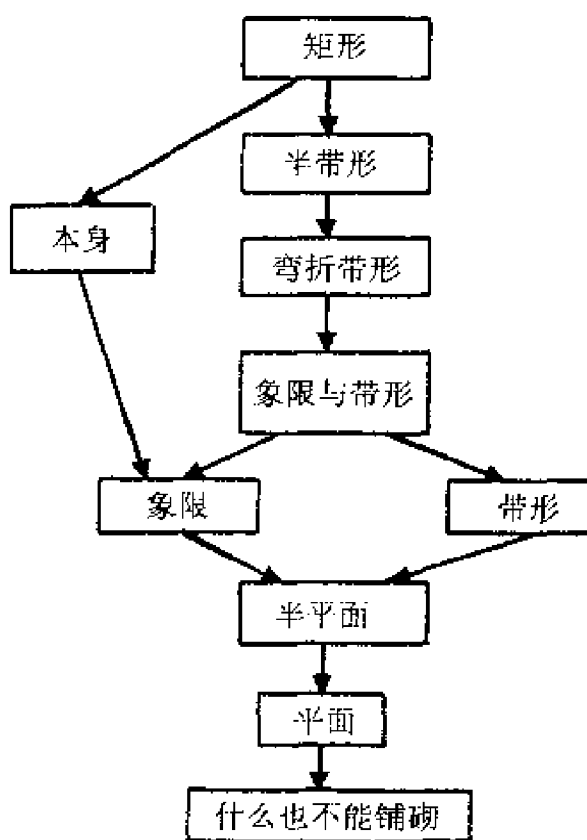 矩形
半带形
本身
弯折带形
象限与带形
象限
带形
半平面
平面
什么也不能铺砌